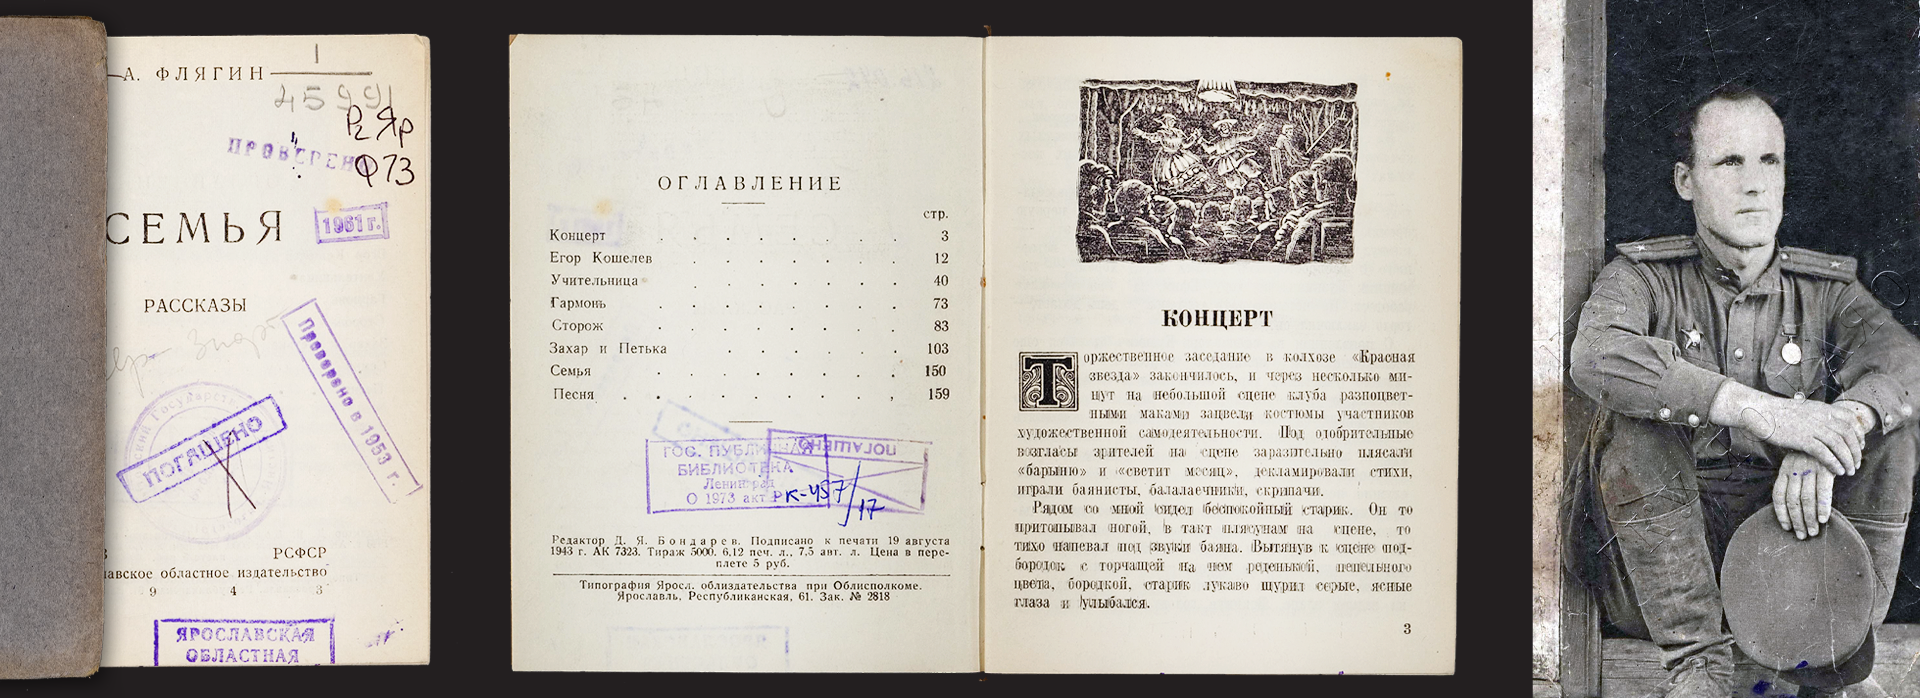 А. ФЛЯГИН
1
45991
Р2 Яр
Ф73
ПРОВЕРЕНО
СЕМЬЯ
1961 г.
РАССКАЗЫ
Проверено в 1953 г.
ПОГАШЕНО
РСФСР
авское областное издательство
9 4 3
ЯРОСЛАВСКАЯ
ОБЛАСТНАЯ
ОГЛАВЛЕНИЕ
стр.
Концерт . . . . . . . 3
Егор Кошелев . . . . . . . 12
Учительница . . . . . . . 40
Гармонь . . . . . . . 73
Сторож . . . . . . . 83
Захар и Петька . . . . . . 103
Семья . . . . . . . 150
Песня . . . . . . . . 159
ГОС. ПУБЛИЧНАЯ
БИБЛИОТЕКА
Ленинград
О 1973 акт РК-457/17
ПОГАШЕНО
Редактор Д. Я. Бондарев. Подписано к печати 19 августа
1943 г. АК 7323. Тираж 5000. 6,12 печ. л., 7,5 авт. л. Цена в пере-
плете 5 руб.
Типография Яросл. облиздательства при Облисполкоме.
Ярославль, Республиканская, 61. Зак. № 2818
КОНЦЕРТ
Торжественное заседание в колхозе «Красная
звезда» закончилось, и через несколько ми-
нут на небольшой сцене клуба разноцвет-
ными маками зацвели костюмы участников
художественной самодеятельности. Под одобрительные
возгласы зрителей на сцене заразительно плясали
«барыню» и «светит месяц», декламировали стихи,
играли баянисты, балалаечники, скрипачи.
Рядом со мной сидел беспокойный старик. Он то
притопывал ногой, в такт плясунам на сцене, то
тихо напевал под звуки баяна. Вытянув к сцене под-
бородок с торчащей на нем реденькой, пепельного
цвета, бородкой, старик лукаво щурил серые, ясные
глаза и улыбался.
3